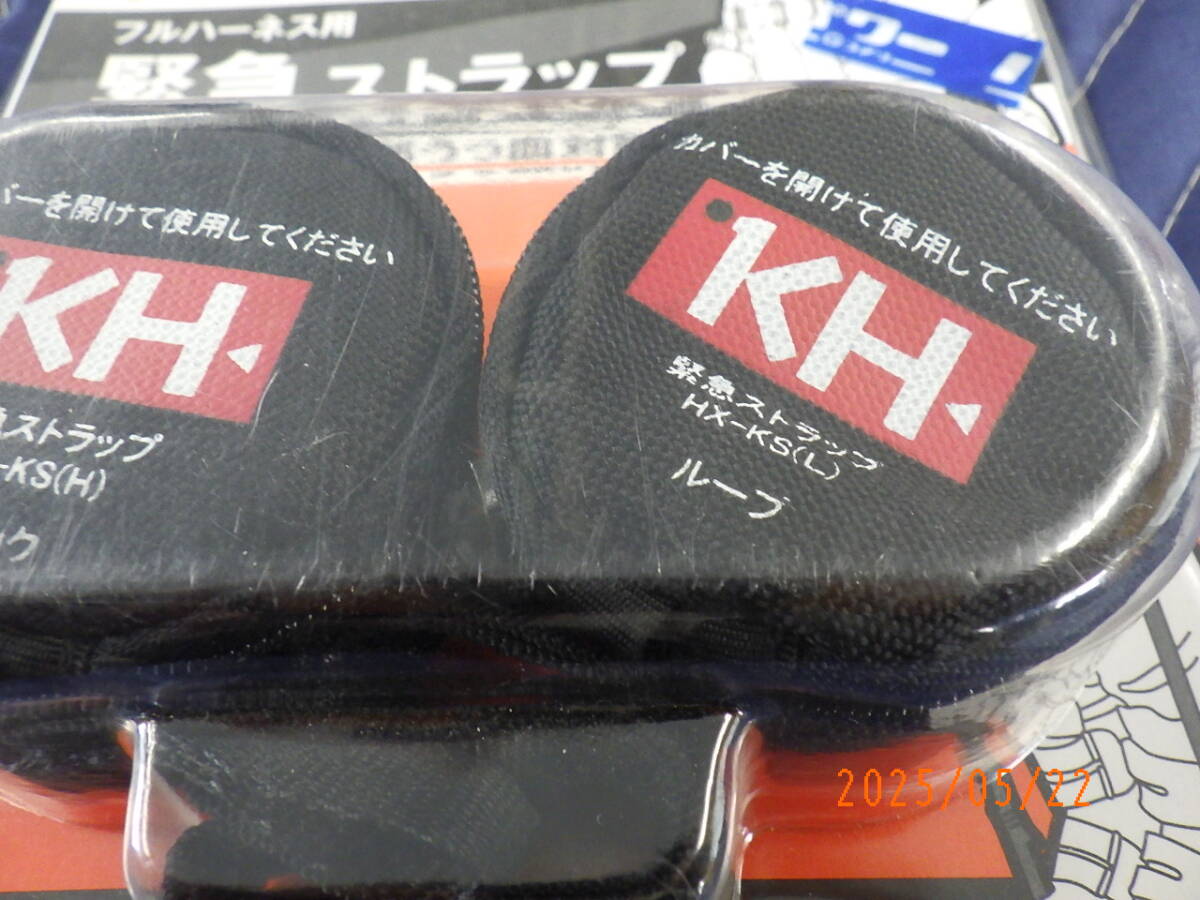 フルハーネス用
緊急ストラップ
バーを開けて使用してください
KH
急ストラップ
-KS(H)
カバーを開けて使用してください
KH
緊急ストラップ
HX-KS(L)
ループ
2025/05/22